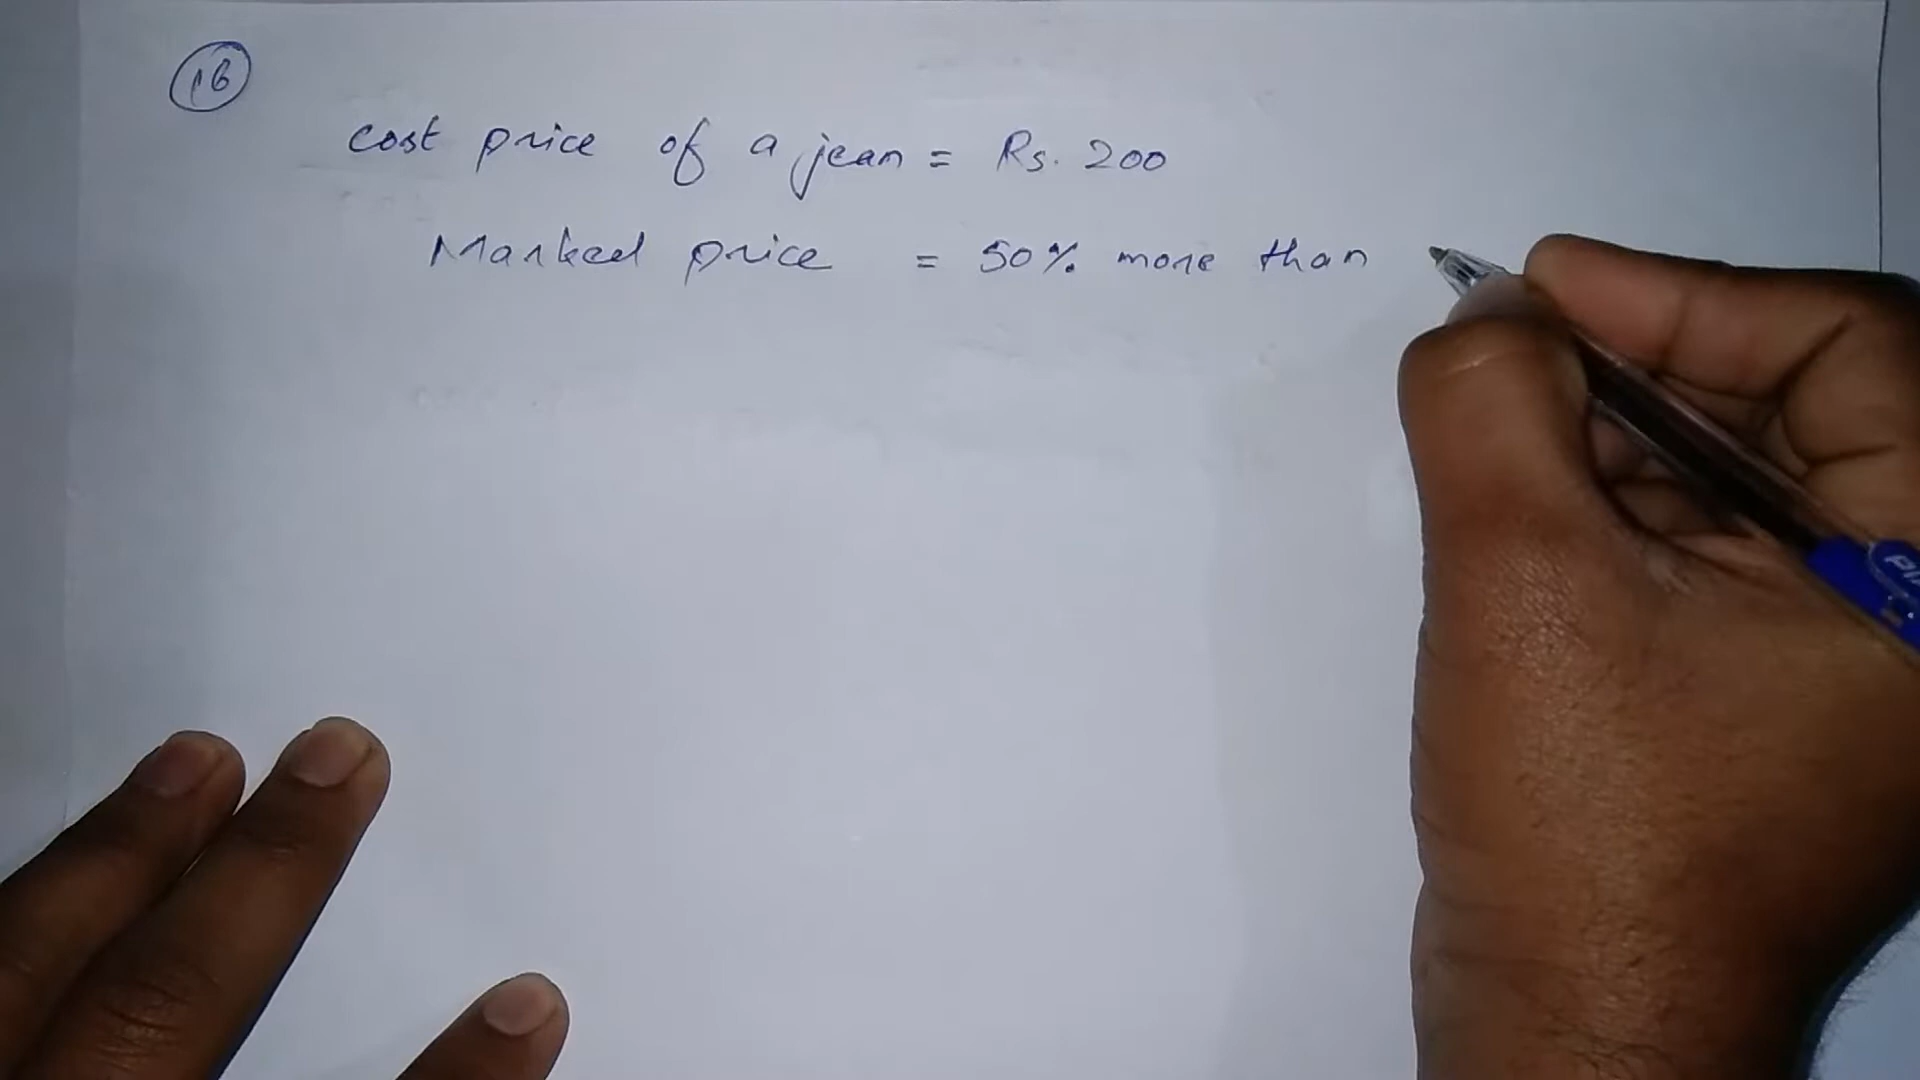 16
Cost price of a jean = Rs. 200
Marked price = 50% more than